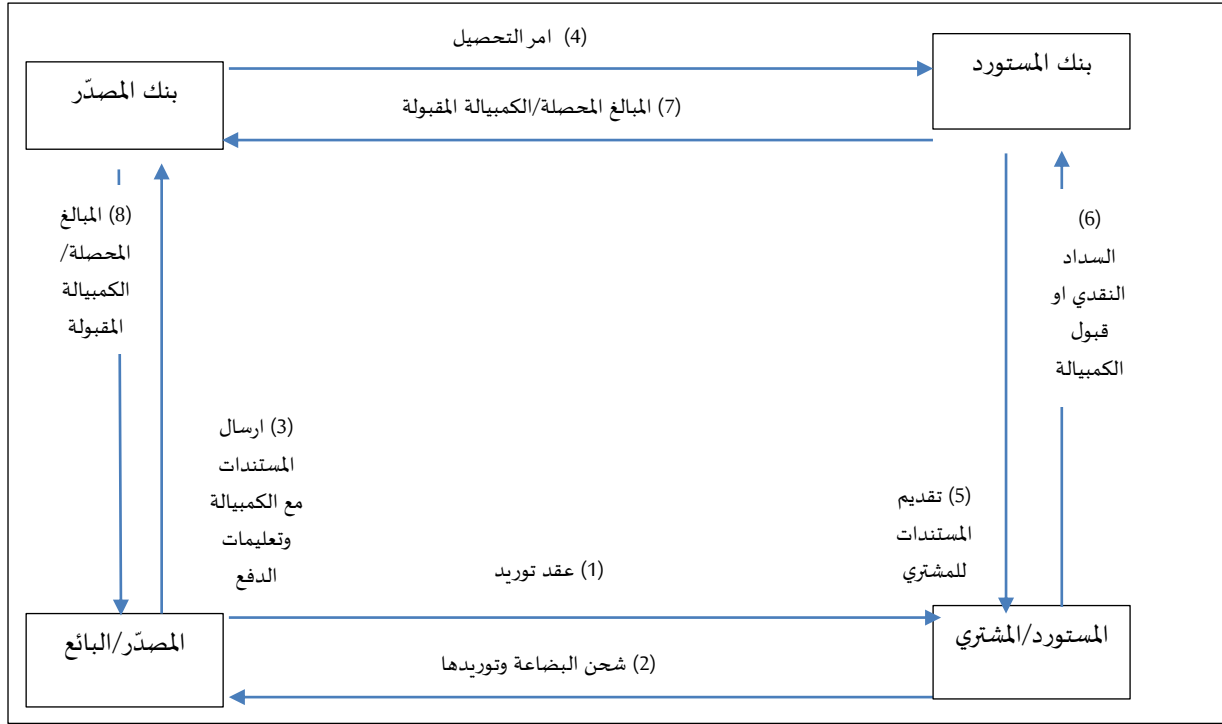 (4) امر التحصيل
بنك المستورد
بنك المصدّر
(7) المبالغ المحصلة/الكمبيالة المقبولة
(8) المبالغ
المحصلة/
الكمبيالة
المقبولة
(6)
السداد
النقدي او
قبول
الكمبيالة
(3) ارسال
المستندات
مع الكمبيالة
وتعليمات
الدفع
(5) تقديم
المستندات
للمشتري
(1) عقد توريد
المستورد/المشتري
المصدّر/البائع
(2) شحن البضاعة وتوريدها